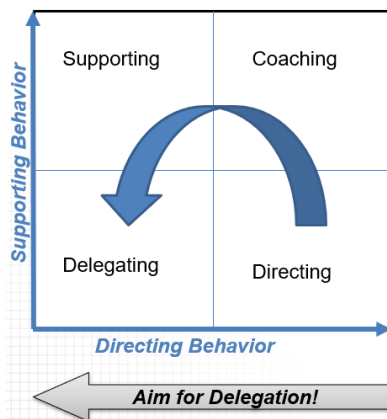 Supporting
Coaching
Supporting Behavior
Delegating
Directing
Directing Behavior
Aim for Delegation!